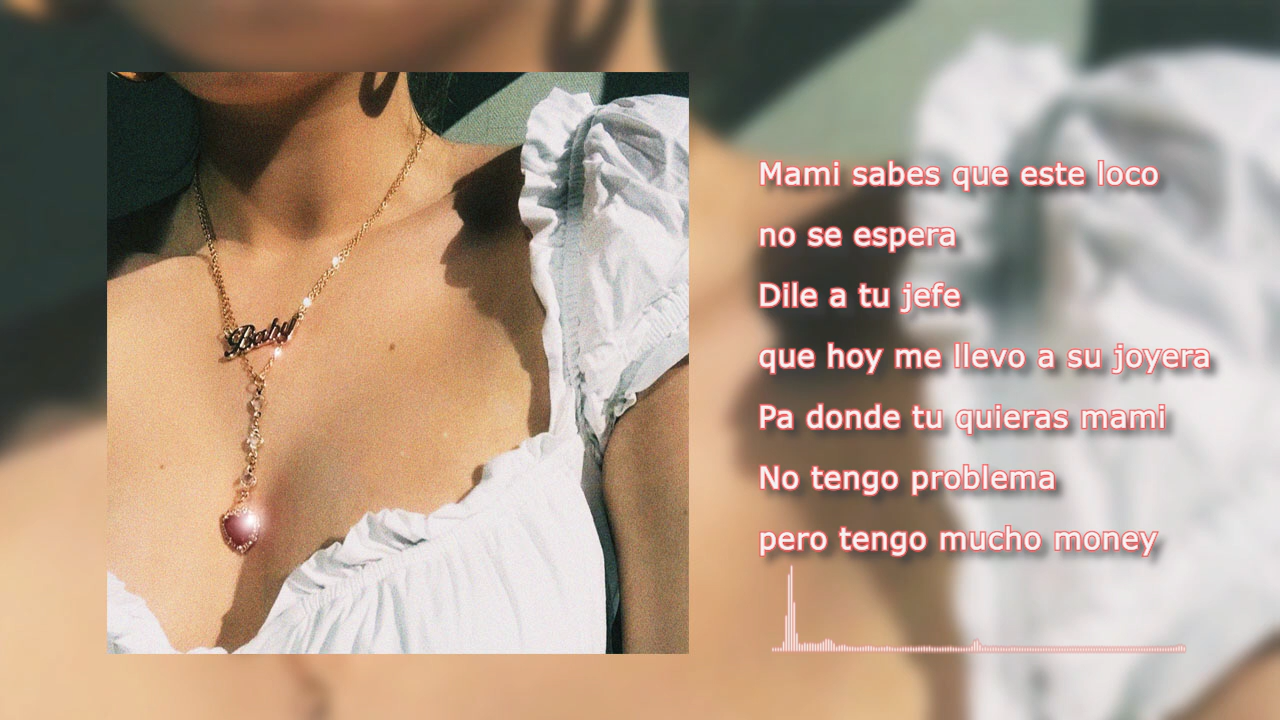 Baby
Mami sabes que este loco
no se espera
Dile a tu jefe
que hoy me llevo a su joyera
Pa donde tu quieras mami
No tengo problema
pero tengo mucho money